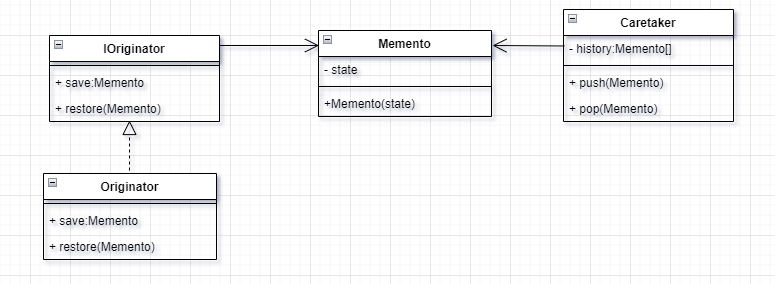 IOriginator
+ save:Memento
+ restore(Memento)
Memento
- state
+Memento(state)
Caretaker
- history:Memento[]
+ push(Memento)
+ pop(Memento)
Originator
+ save:Memento
+ restore(Memento)